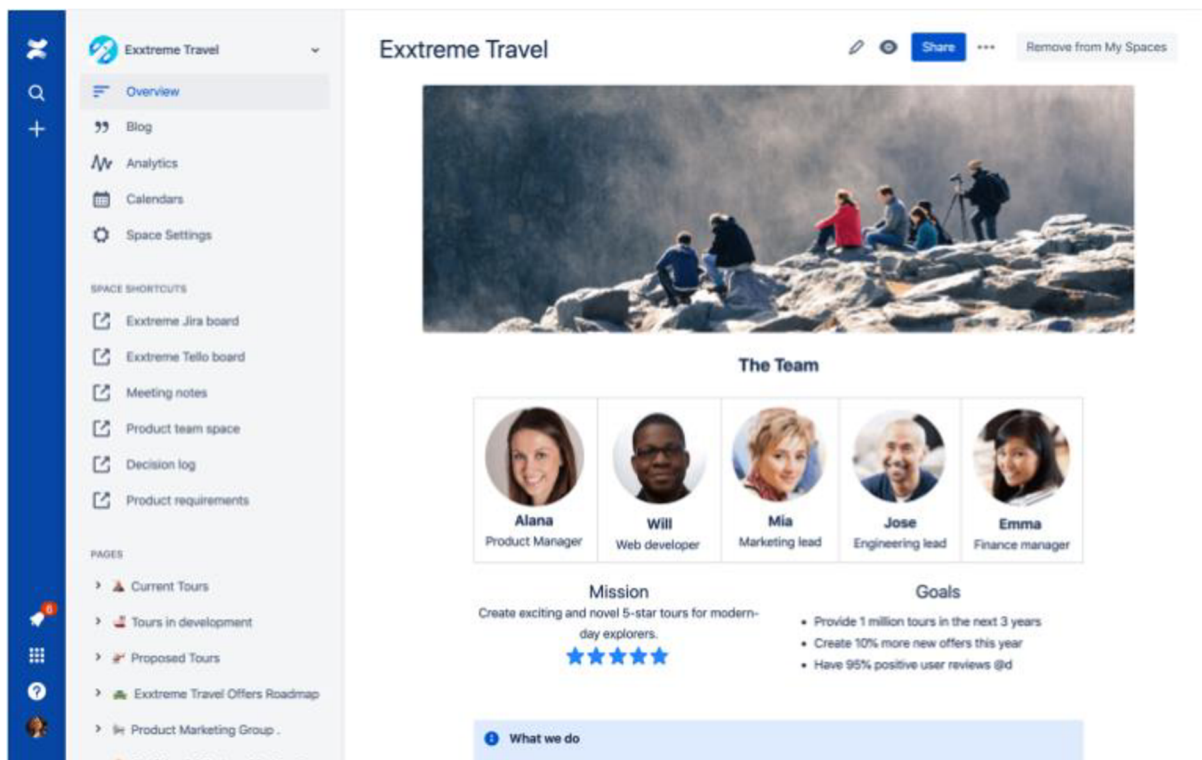 Exxtreme Travel
Overview
Blog
Analytics
Calendars
Space Settings
SPACE SHORTCUTS
Exxtreme Jira board
Exxtreme Tello board
Meeting notes
Product team space
Decision log
Product requirements
PAGES
Current Tours
Tours in development
Proposed Tours
Exxtreme Travel Offers Roadmap
Product Marketing Group .
6
Exxtreme Travel
Share
Remove from My Spaces
The Team
Alana
Product Manager
Will
Web developer
Mia
Marketing lead
Jose
Engineering lead
Emma
Finance manager
Mission
Create exciting and novel 5-star tours for modern-
day explorers.
Goals
• Provide 1 million tours in the next 3 years
• Create 10% more new offers this year
• Have 95% positive user reviews @d
What we do